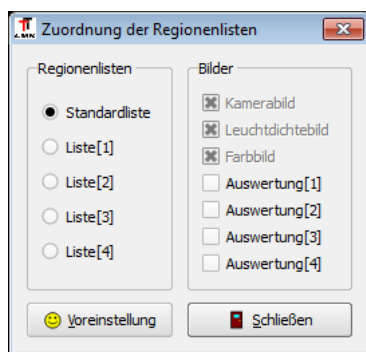 LMK Zuordnung der Regionenlisten
Regionenlisten
Standardliste
Liste[1]
Liste[2]
Liste[3]
Liste[4]
Bilder
Kamerabild
Leuchtdichtebild
Farbbild
Auswertung[1]
Auswertung[2]
Auswertung[3]
Auswertung[4]
Voreinstellung
Schließen